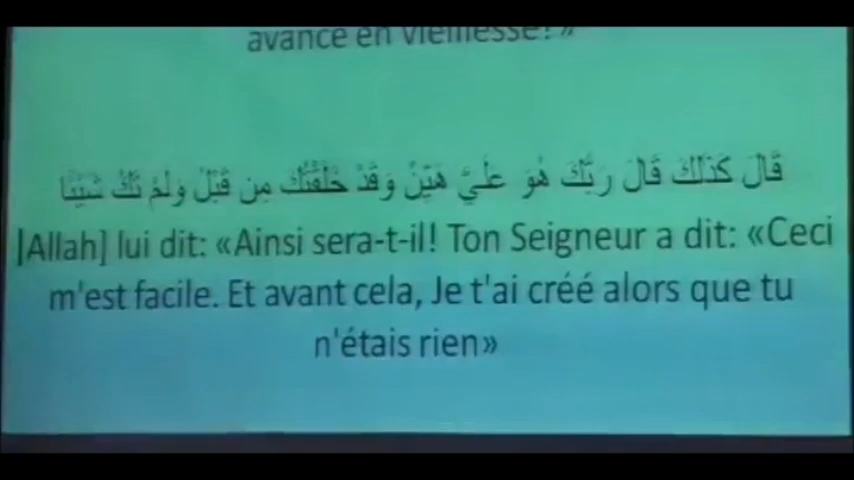 avancé en vieillesse?»
قَالَ كَذَلِكَ قَالَ رَبُّكَ هُوَ عَلَيَّ هَيِّنٌ وَقَدْ خَلَقْتُكَ مِن قَبْلُ وَلَمْ تَكُ شَيْئًا
[Allah] lui dit: «Ainsi sera-t-il! Ton Seigneur a dit: «Ceci
m'est facile. Et avant cela, Je t'ai créé alors que tu
n'étais rien»